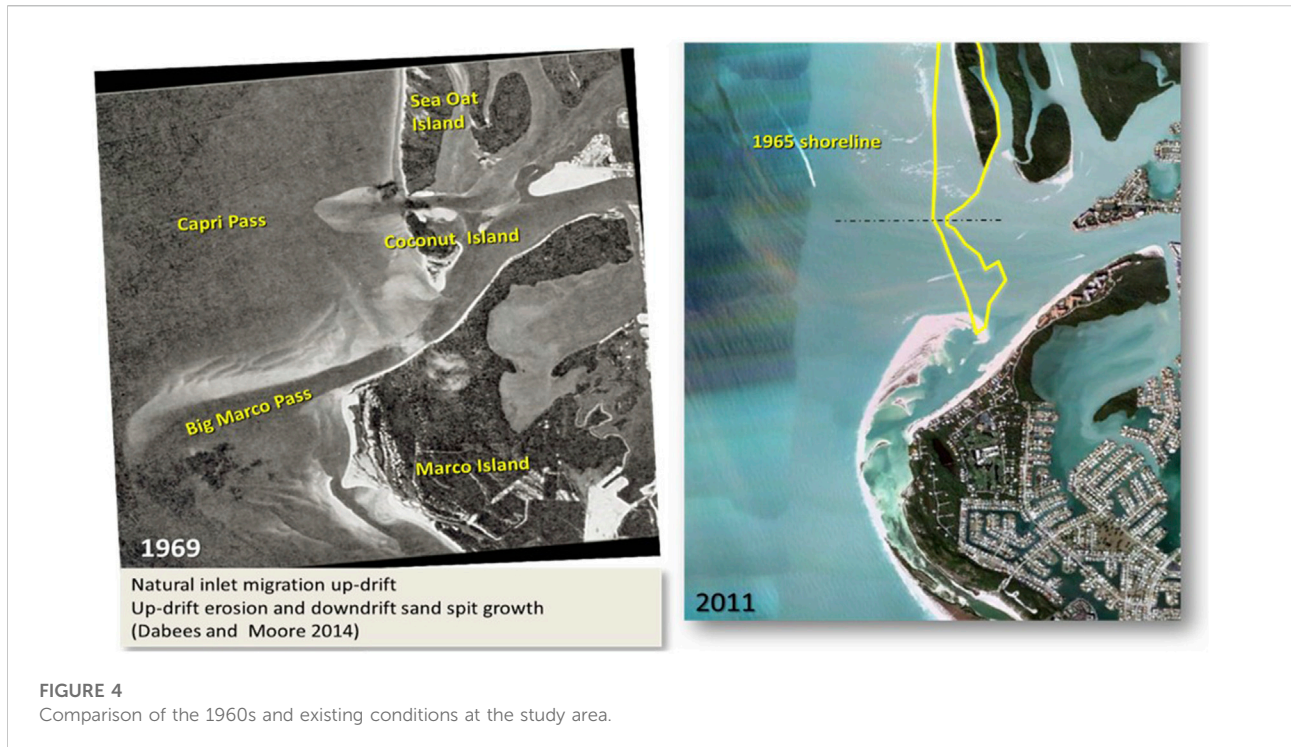 Sea Oat
Island
Capri Pass
Coconut Island
Big Marco Pass
Marco Island
1969
Natural inlet migration up-drift
Up-drift erosion and downdrift sand spit growth
(Dabees and Moore 2014)
1965 shoreline
2011
FIGURE 4
Comparison of the 1960s and existing conditions at the study area.